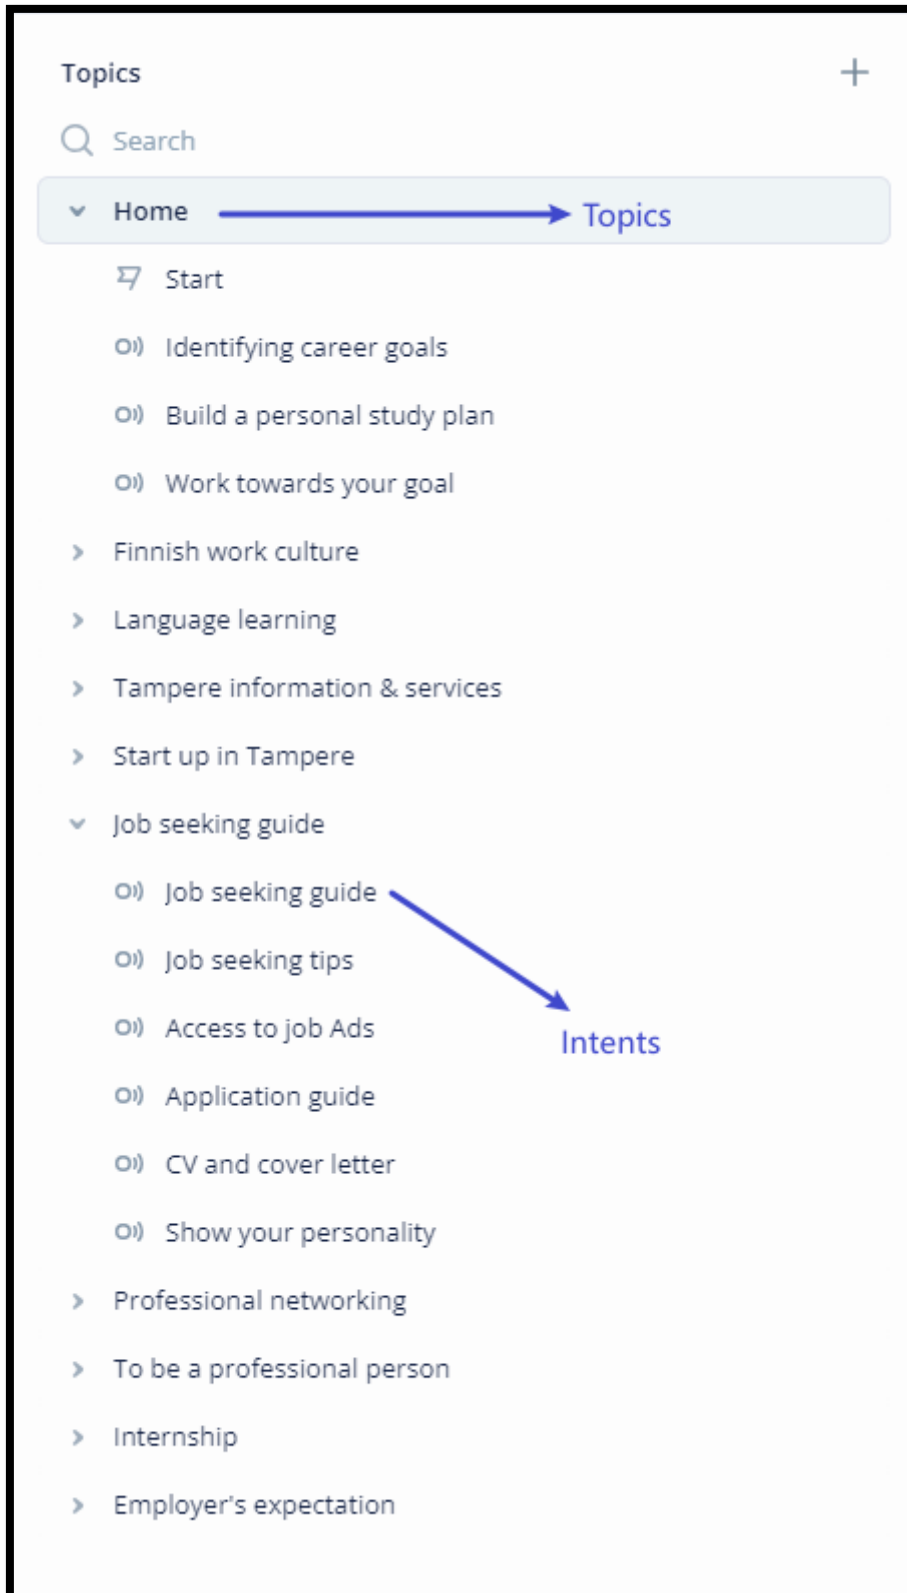 Topics
Search
Home Topics
Start
Identifying career goals
Build a personal study plan
Work towards your goal
Finnish work culture
Language learning
Tampere information & services
Start up in Tampere
Job seeking guide
Job seeking guide
Job seeking tips
Access to job Ads
Intents
Application guide
CV and cover letter
Show your personality
Professional networking
To be a professional person
Internship
Employer's expectation